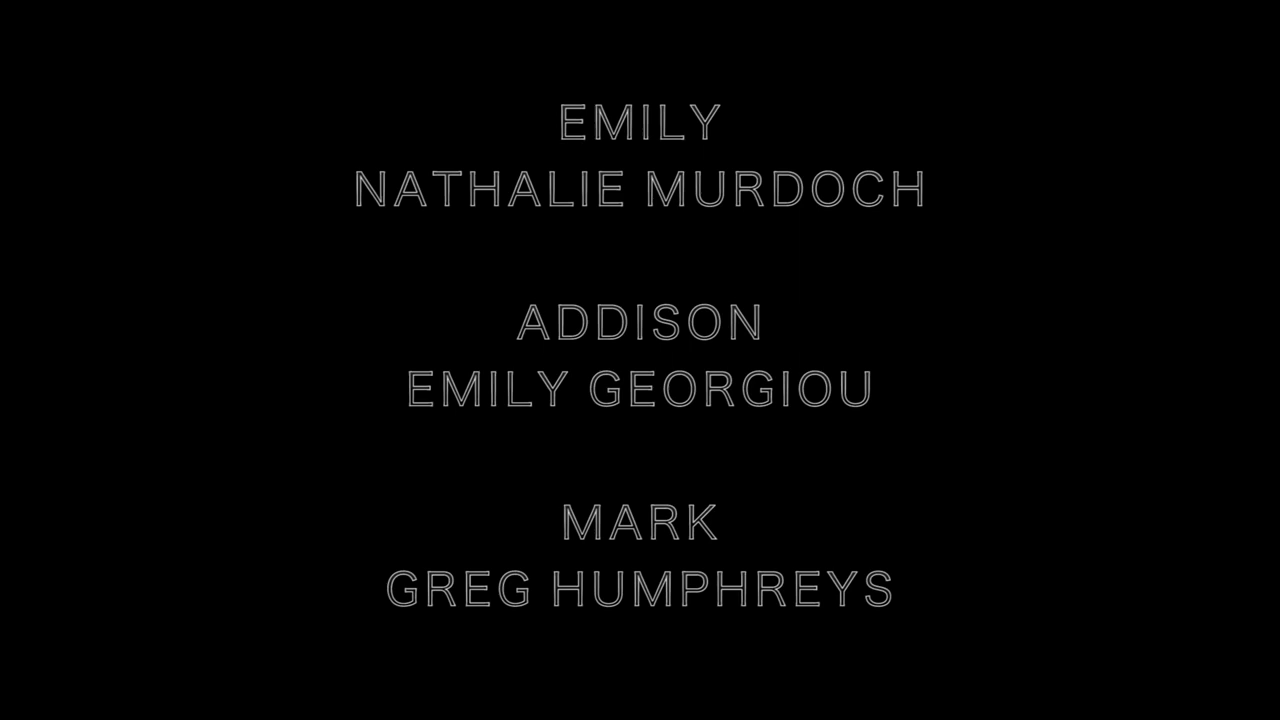 EMILY
NATHALIE MURDOCH
ADDISON
EMILY GEORGIOU
MARK
GREG HUMPHREYS